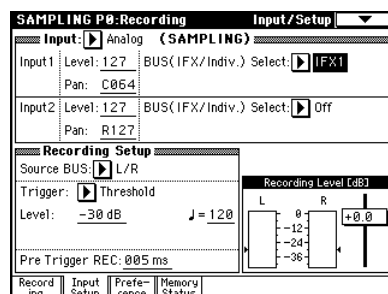 SAMPLING P0:Recording Input/Setup
Input: Analog (SAMPLING)
Input1 Level: 127 BUS(IFX/Indiv.) Select: IFX1
Pan: C064
Input2 Level: 127 BUS(IFX/Indiv.) Select: Off
Pan: R127
Recording Setup
Source BUS: L/R
Trigger: Threshold
Level: -30 dB ♩= 120
Pre Trigger REC: 005 ms
Recording Level [dB]
L R
0
+0.0
-12
-24
-36
Record ing
Input Setup
Prefe- rence
Memory Status